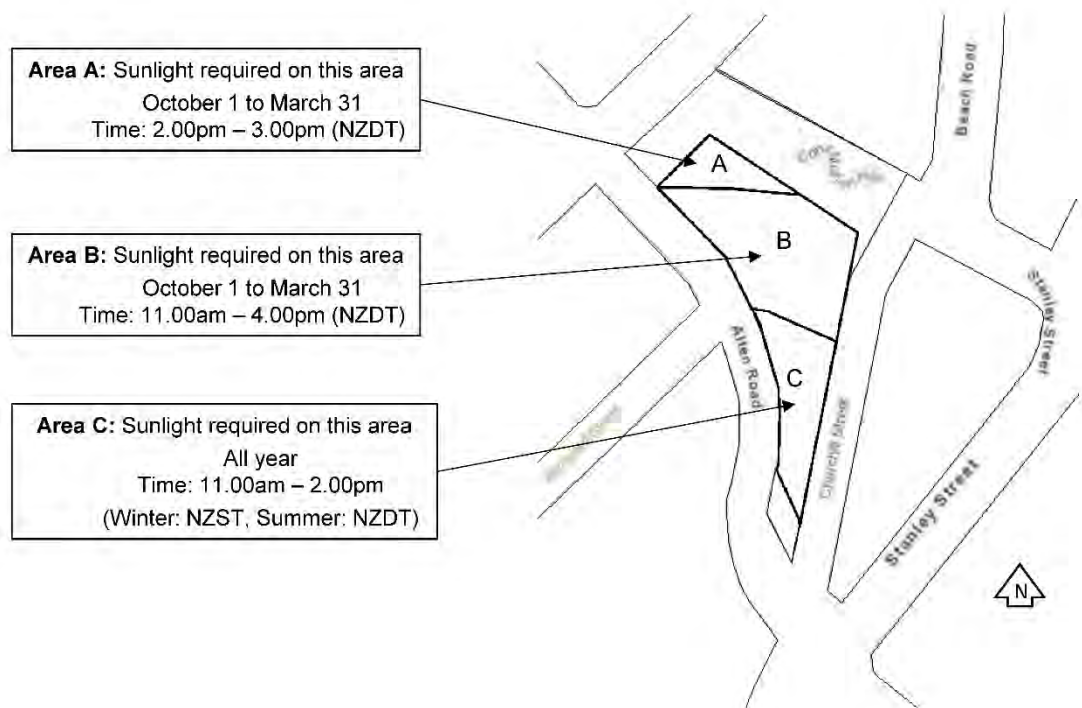 Area A: Sunlight required on this area
October 1 to March 31
Time: 2.00pm – 3.00pm (NZDT)
Area B: Sunlight required on this area
October 1 to March 31
Time: 11.00am – 4.00pm (NZDT)
Area C: Sunlight required on this area
All year
Time: 11.00am – 2.00pm
(Winter: NZST, Summer: NZDT)
A
B
C
Beach Road
Stanley Street
Alten Road
Churchill Street
Stanley Street
N